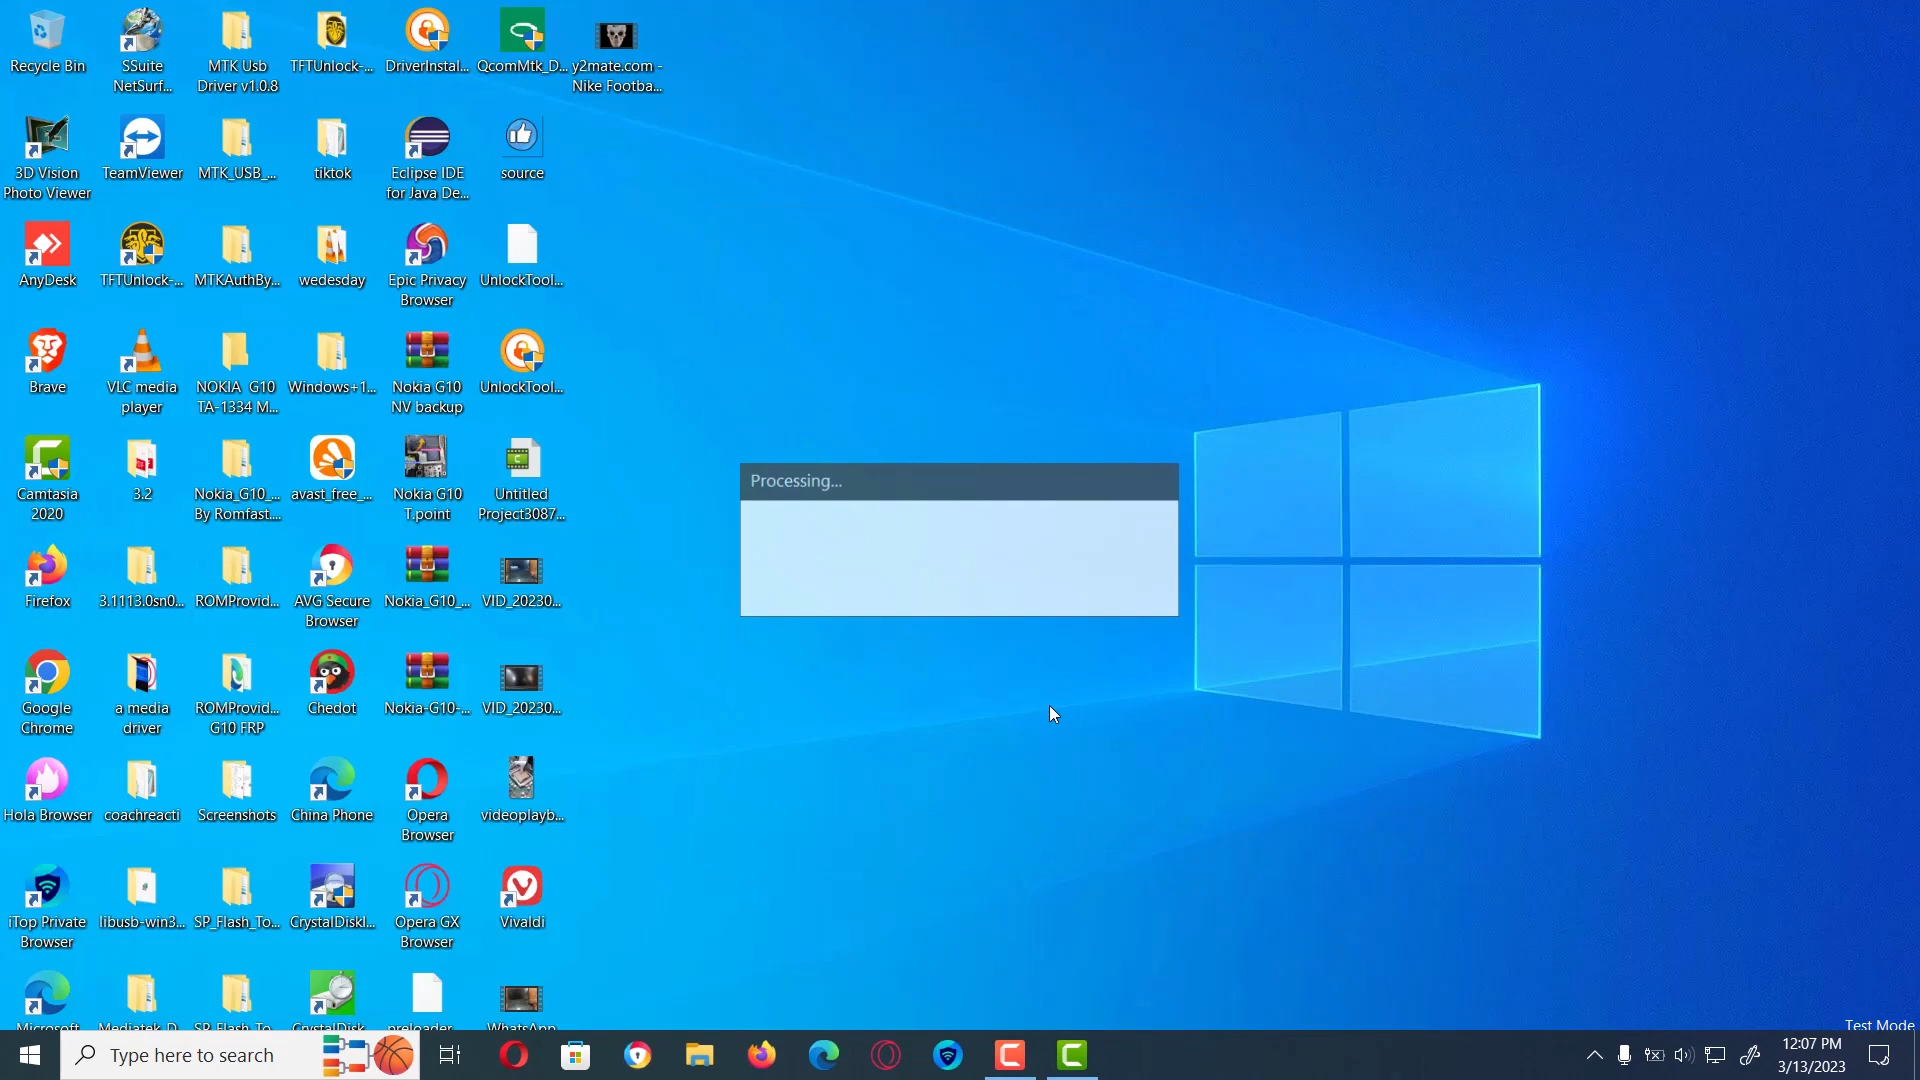 Recycle Bin
SSuite
NetSurf...
MTK Usb
Driver v1.0.8
TFTUnlock-...
DriverInstal...
QcomMtk_D...
y2mate.com -
Nike Footba...
3D Vision
Photo Viewer
TeamViewer
MTK_USB_...
tiktok
Eclipse IDE
for Java De...
source
AnyDesk
TFTUnlock-...
MTKAuthBy...
wedesday
Epic Privacy
Browser
UnlockTool...
Brave
VLC media
player
NOKIA G10
TA-1334 M...
Windows+1...
Nokia G10
NV backup
UnlockTool...
Camtasia
2020
3.2
Nokia_G10_...
By Romfast....
avast_free_...
Nokia G10
T.point
Untitled
Project3087...
Processing...
Firefox
3.1113.0sn0...
ROMProvid...
AVG Secure
Browser
Nokia_G10_...
VID_20230...
Google
Chrome
a media
driver
ROMProvid...
G10 FRP
Chedot
Nokia-G10-...
VID_20230...
Hola Browser
coachreacti
Screenshots
China Phone
Opera
Browser
videoplayb...
iTop Private
Browser
libusb-win3...
SP_Flash_To...
CrystalDiskI...
Opera GX
Browser
Vivaldi
Microsoft
Mediatek_D...
SP_Flash_To...
CrystalDisk
preloader_...
WhatsApp
Test Mode
Type here to search
12:07 PM
3/13/2023